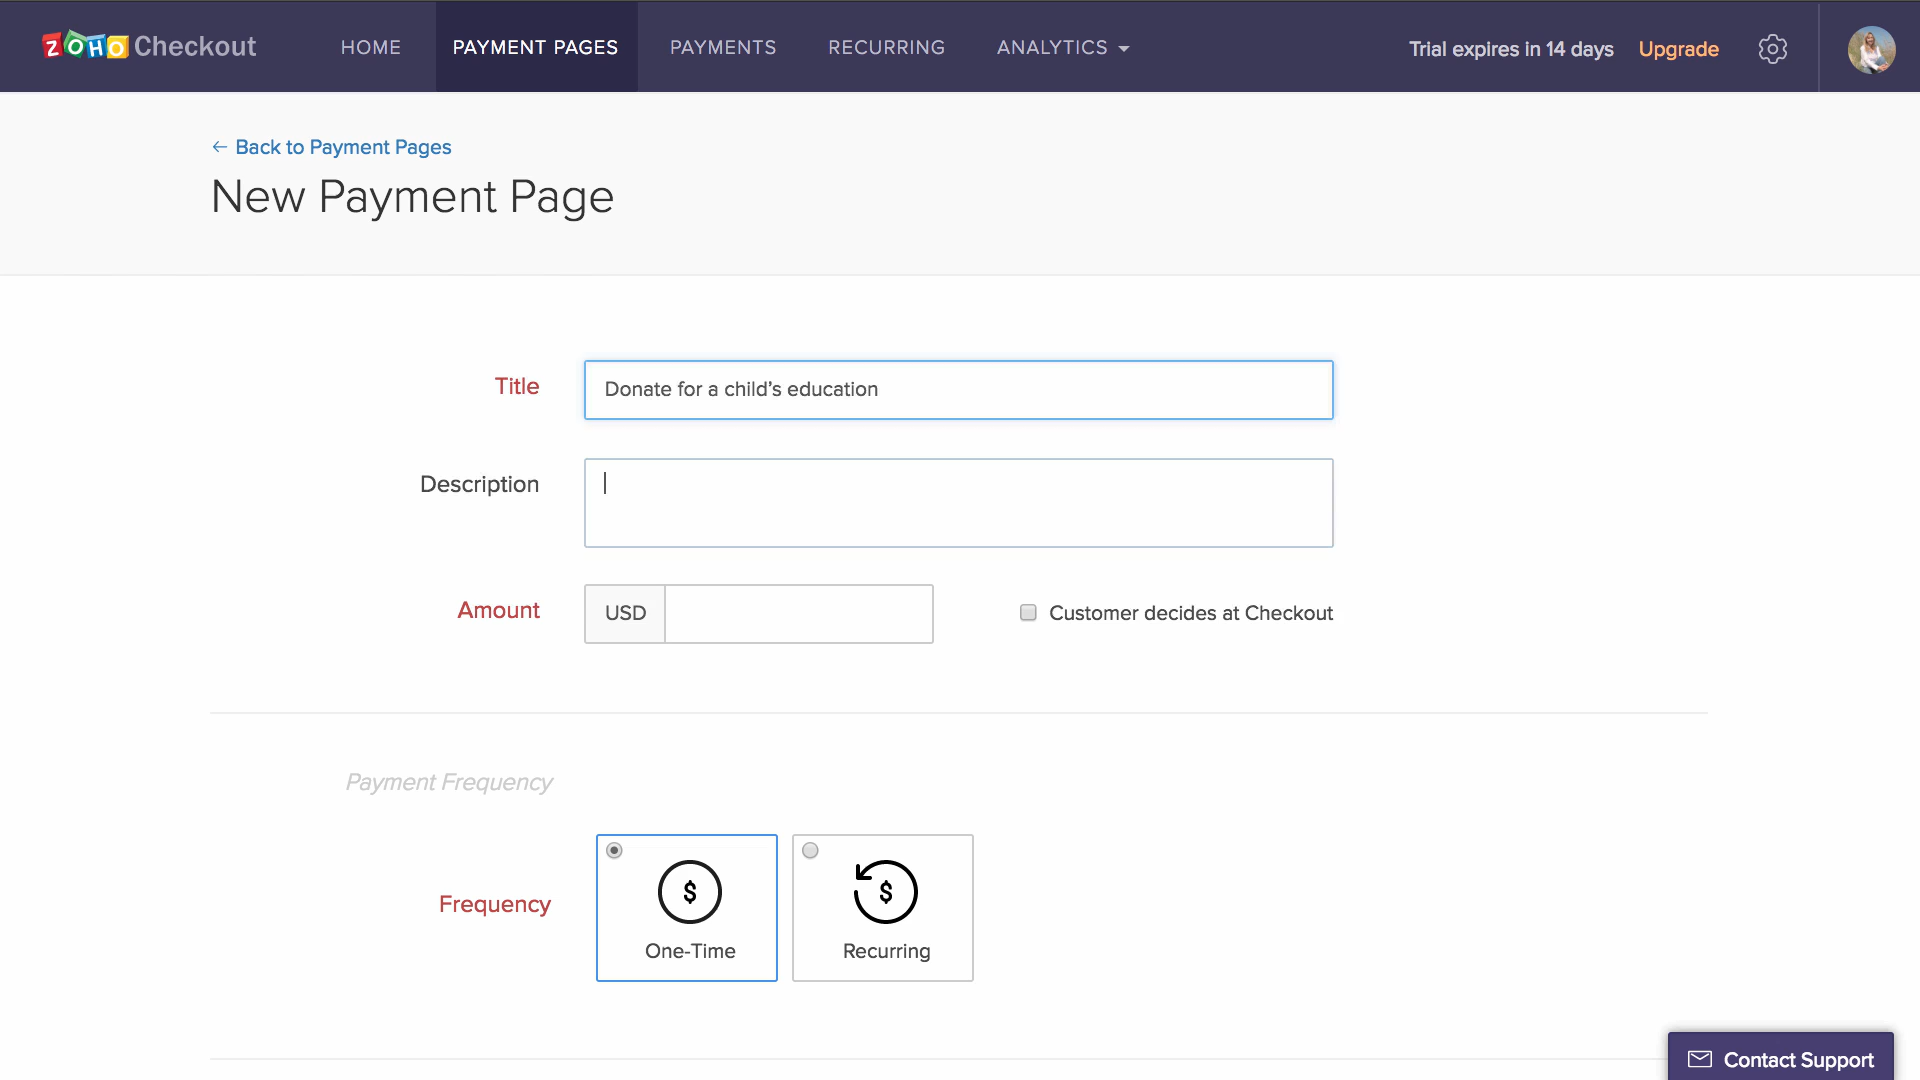 ZOHO Checkout HOME PAYMENT PAGES PAYMENTS RECURRING ANALYTICS Trial expires in 14 days Upgrade
← Back to Payment Pages
New Payment Page
Title Donate for a child’s education
Description
Amount USD Customer decides at Checkout
Payment Frequency
$ $
Frequency
One-Time Recurring
Contact Support